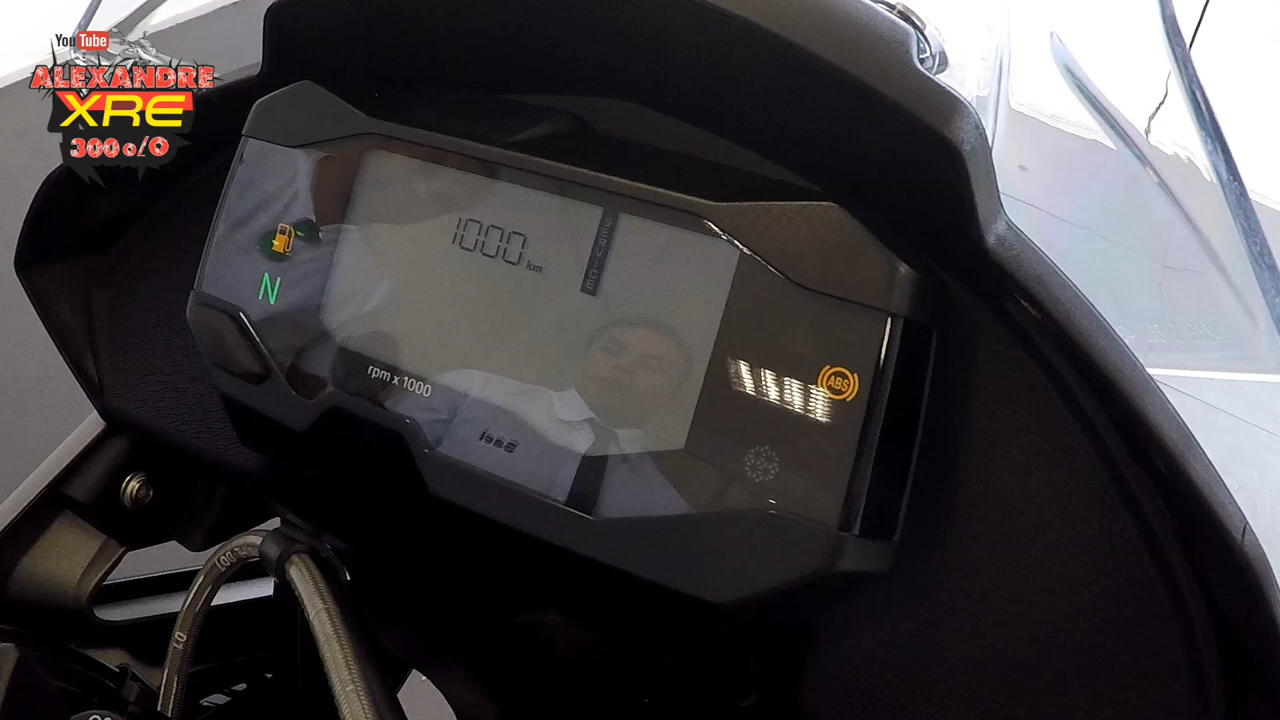 YouTube
ALEXANDRE
XRE
300 o/o
1000 km
SERVICE
N
rpm x 1000
ABS